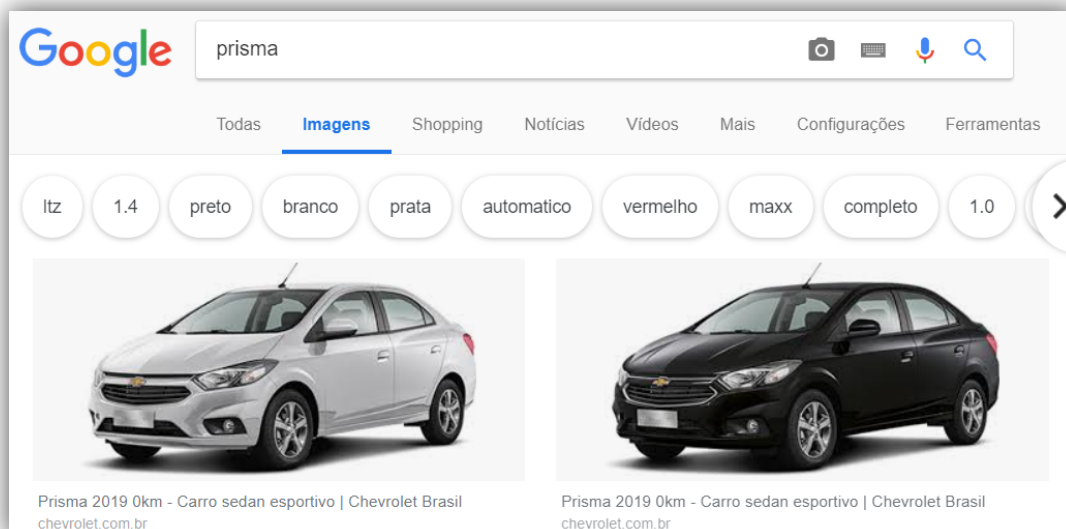 Google
prisma
Todas Imagens Shopping Notícias Vídeos Mais Configurações Ferramentas
ltz 1.4 preto branco prata automatico vermelho maxx completo 1.0
Prisma 2019 0km - Carro sedan esportivo | Chevrolet Brasil Prisma 2019 0km - Carro sedan esportivo | Chevrolet Brasil
chevrolet.com.br chevrolet.com.br